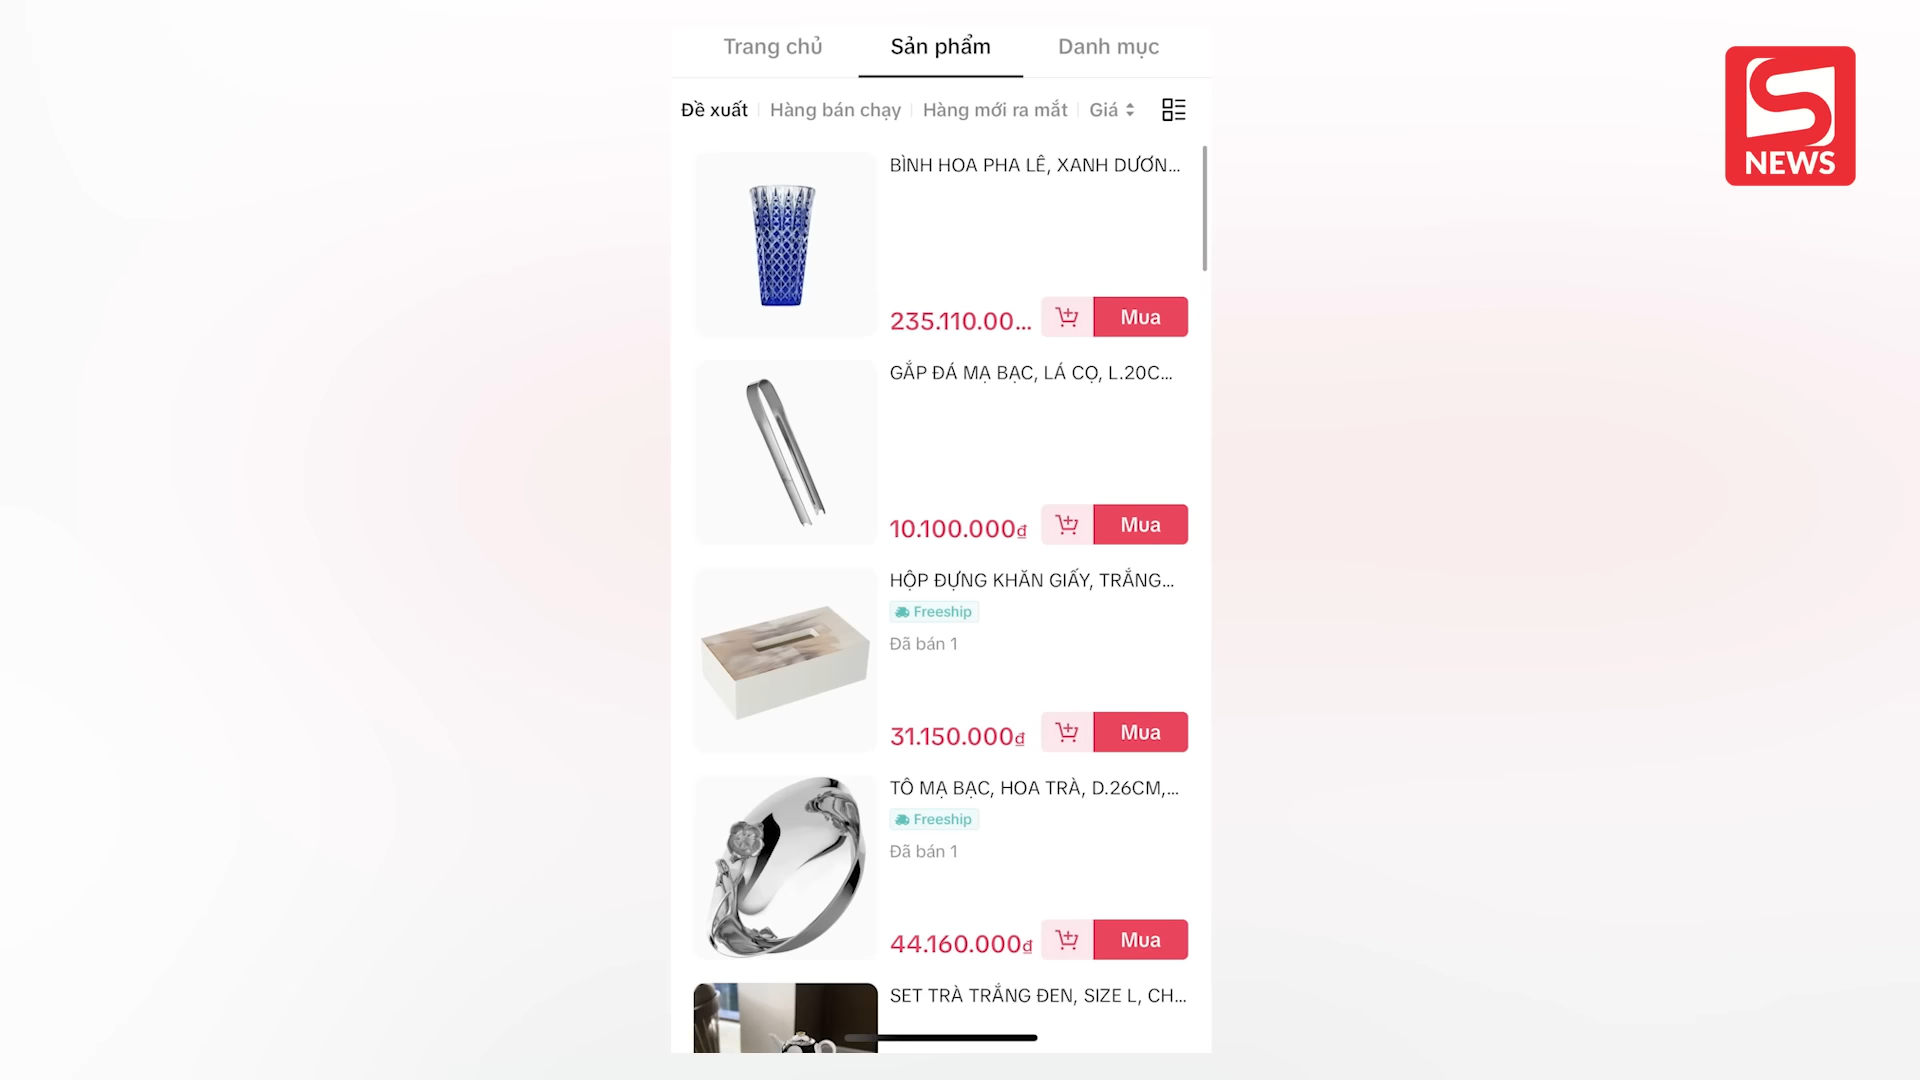 Trang chủ
Sản phẩm
Danh mục
Đề xuất
Hàng bán chạy
Hàng mới ra mắt
Giá
S
NEWS
BÌNH HOA PHA LÊ, XANH DƯƠN...
235.110.00...
Mua
GẮP ĐÁ MẠ BẠC, LÁ CỌ, L.20C...
10.100.000₫
Mua
HỘP ĐỰNG KHĂN GIẤY, TRẮNG...
Freeship
Đã bán 1
31.150.000₫
Mua
TÔ MẠ BẠC, HOA TRÀ, D.26CM,...
Freeship
Đã bán 1
44.160.000₫
Mua
SET TRÀ TRẮNG ĐEN, SIZE L, CH...